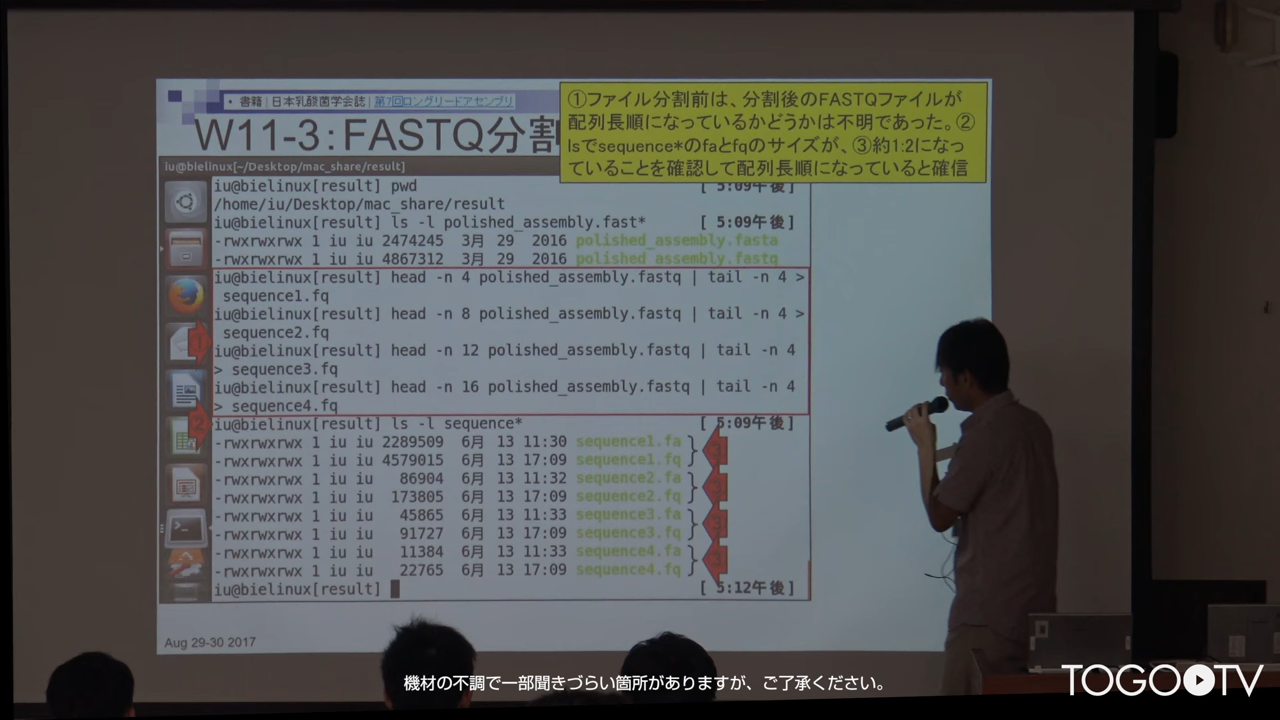 ・書籍 | 日本乳酸菌学会誌 | 第7回ロングリードアセンブリ
W11-3：FASTQ分割
①ファイル分割前は、分割後のFASTQファイルが
配列長順になっているかどうかは不明であった。②
lsでsequence*のfaとfqのサイズが、③約1:2になっ
ていることを確認して配列長順になっていると確信
iu@bielinux[~/Desktop/mac_share/result]
iu@bielinux[result] pwd [ 5:09午後]
/home/iu/Desktop/mac_share/result
iu@bielinux[result] ls -l polished_assembly.fast* [ 5:09午後]
-rwxrwxrwx 1 iu iu 2474245 3月 29 2016 polished_assembly.fasta
-rwxrwxrwx 1 iu iu 4867312 3月 29 2016 polished_assembly.fastq
iu@bielinux[result] head -n 4 polished_assembly.fastq | tail -n 4 >
sequence1.fq
iu@bielinux[result] head -n 8 polished_assembly.fastq | tail -n 4 >
sequence2.fq
iu@bielinux[result] head -n 12 polished_assembly.fastq | tail -n 4
> sequence3.fq
iu@bielinux[result] head -n 16 polished_assembly.fastq | tail -n 4
> sequence4.fq
iu@bielinux[result] ls -l sequence* [ 5:09午後]
-rwxrwxrwx 1 iu iu 2289509 6月 13 11:30 sequence1.fa
-rwxrwxrwx 1 iu iu 4579015 6月 13 17:09 sequence1.fq
-rwxrwxrwx 1 iu iu 86904 6月 13 11:32 sequence2.fa
-rwxrwxrwx 1 iu iu 173805 6月 13 17:09 sequence2.fq
-rwxrwxrwx 1 iu iu 45865 6月 13 11:33 sequence3.fa
-rwxrwxrwx 1 iu iu 91727 6月 13 17:09 sequence3.fq
-rwxrwxrwx 1 iu iu 11384 6月 13 11:33 sequence4.fa
-rwxrwxrwx 1 iu iu 22765 6月 13 17:09 sequence4.fq
iu@bielinux[result] [ 5:12午後]
①
②
Aug 29-30 2017
機材の不調で一部聞きづらい箇所がありますが、ご了承ください。
TOGOTV